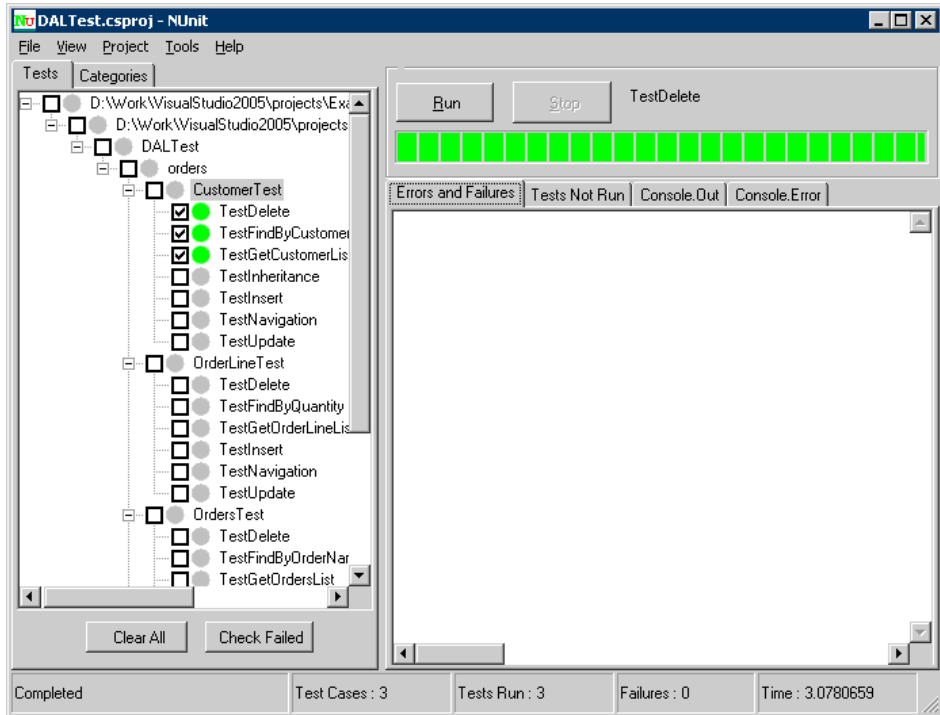 NU DALTest.csproj - NUnit
File View Project Tools Help
Tests Categories
D:\Work\VisualStudio2005\projects\Exa
D:\Work\VisualStudio2005\projects
DALTest
orders
CustomerTest
TestDelete
TestFindByCustomer
TestGetCustomerLis
TestInheritance
TestInsert
TestNavigation
TestUpdate
OrderLineTest
TestDelete
TestFindByQuantity
TestGetOrderLineLis
TestInsert
TestNavigation
TestUpdate
OrdersTest
TestDelete
TestFindByOrderNar
TestGetOrdersList
Clear All Check Failed
Run Stop TestDelete
Errors and Failures Tests Not Run Console.Out Console.Error
Completed Test Cases : 3 Tests Run : 3 Failures : 0 Time : 3.0780659